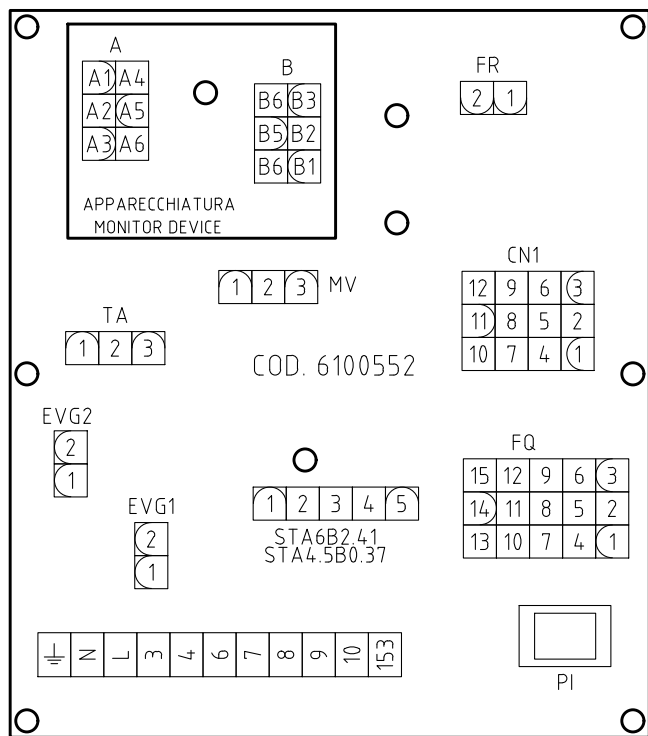 A
A1 A4
A2 A5
A3 A6
B
B6 B3
B5 B2
B6 B1
APPARECCHIATURA
MONITOR DEVICE
FR
2 1
1 2 3 MV
CN1
12 9 6 3
11 8 5 2
10 7 4 1
TA
1 2 3
COD. 6100552
EVG2
2
1
EVG1
2
1
1 2 3 4 5
STA6B2.41
STA4.5B0.37
FQ
15 12 9 6 3
14 11 8 5 2
13 10 7 4 1
N L 3 4 6 7 8 9 10 153
PI